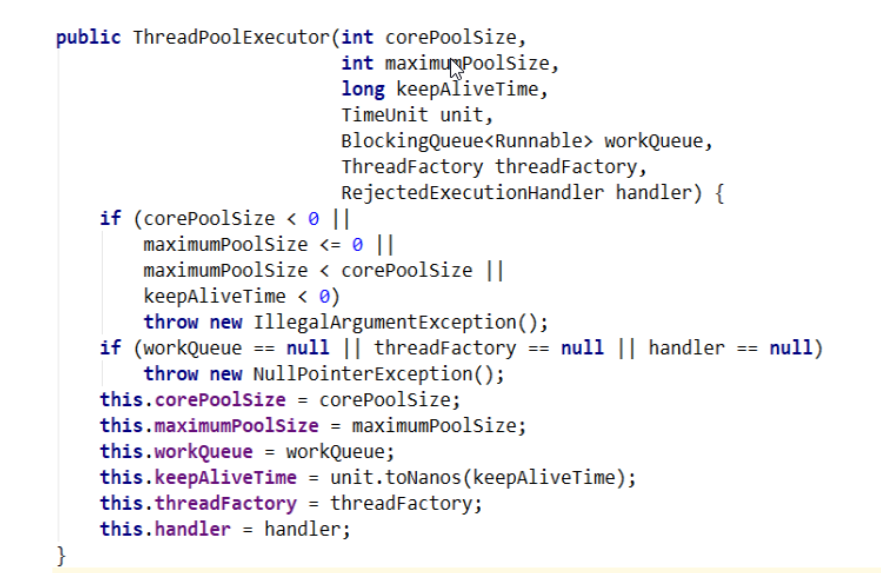 public ThreadPoolExecutor(int corePoolSize,
                          int maximumPoolSize,
                          long keepAliveTime,
                          TimeUnit unit,
                          BlockingQueue<Runnable> workQueue,
                          ThreadFactory threadFactory,
                          RejectedExecutionHandler handler) {
    if (corePoolSize < 0 ||
        maximumPoolSize <= 0 ||
        maximumPoolSize < corePoolSize ||
        keepAliveTime < 0)
        throw new IllegalArgumentException();
    if (workQueue == null || threadFactory == null || handler == null)
        throw new NullPointerException();
    this.corePoolSize = corePoolSize;
    this.maximumPoolSize = maximumPoolSize;
    this.workQueue = workQueue;
    this.keepAliveTime = unit.toNanos(keepAliveTime);
    this.threadFactory = threadFactory;
    this.handler = handler;
}